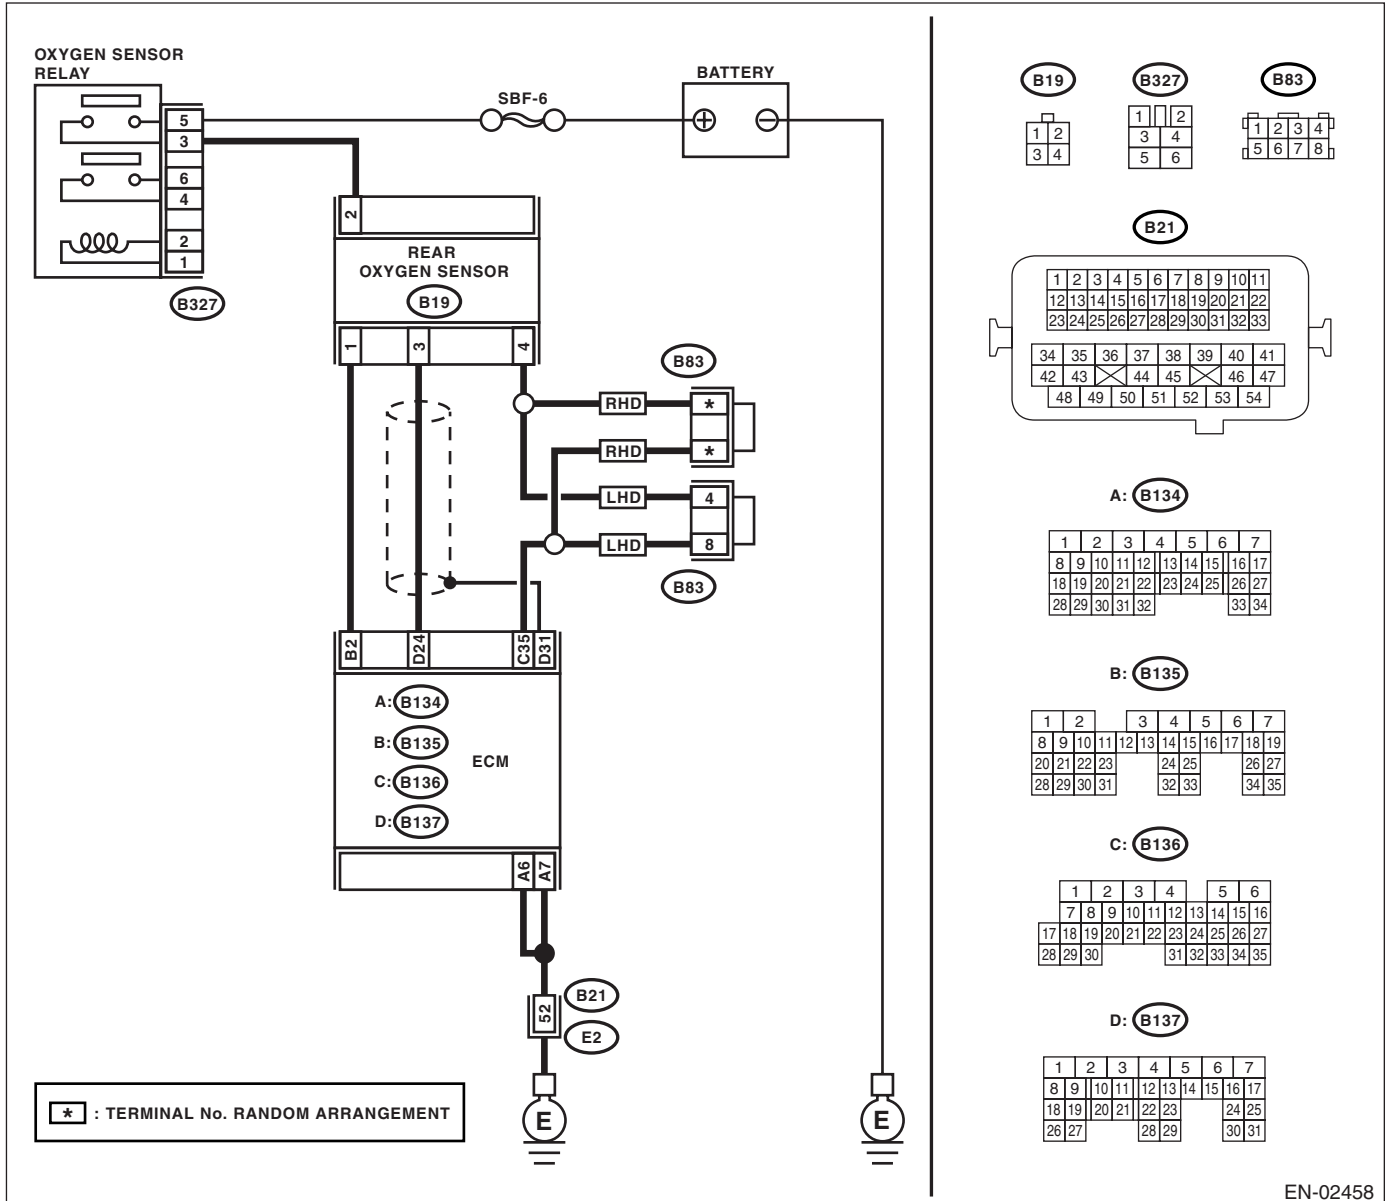 OXYGEN SENSOR
RELAY
5
3
6
4
2
1
B327
SBF-6
BATTERY
2
REAR
OXYGEN SENSOR
B19
1 3 4
B83
RHD *
RHD *
LHD 4
LHD 8
B83
B2 D24 C35 D31
A: B134
B: B135
C: B136
D: B137
ECM
A6 A7
52
B21
E2
E
E
* : TERMINAL No. RANDOM ARRANGEMENT
B19
1 2
3 4
B327
1 2
3 4
5 6
B83
1 2 3 4
5 6 7 8
B21
1 2 3 4 5 6 7 8 9 10 11
12 13 14 15 16 17 18 19 20 21 22
23 24 25 26 27 28 29 30 31 32 33
34 35 36 37 38 39 40 41
42 43 44 45 46 47
48 49 50 51 52 53 54
A: B134
1 2 3 4 5 6 7
8 9 10 11 12 13 14 15 16 17
18 19 20 21 22 23 24 25 26 27
28 29 30 31 32 33 34
B: B135
1 2 3 4 5 6 7
8 9 10 11 12 13 14 15 16 17 18 19
20 21 22 23 24 25 26 27
28 29 30 31 32 33 34 35
C: B136
1 2 3 4 5 6
7 8 9 10 11 12 13 14 15 16
17 18 19 20 21 22 23 24 25 26 27
28 29 30 31 32 33 34 35
D: B137
1 2 3 4 5 6 7
8 9 10 11 12 13 14 15 16 17
18 19 20 21 22 23 24 25
26 27 28 29 30 31
EN-02458